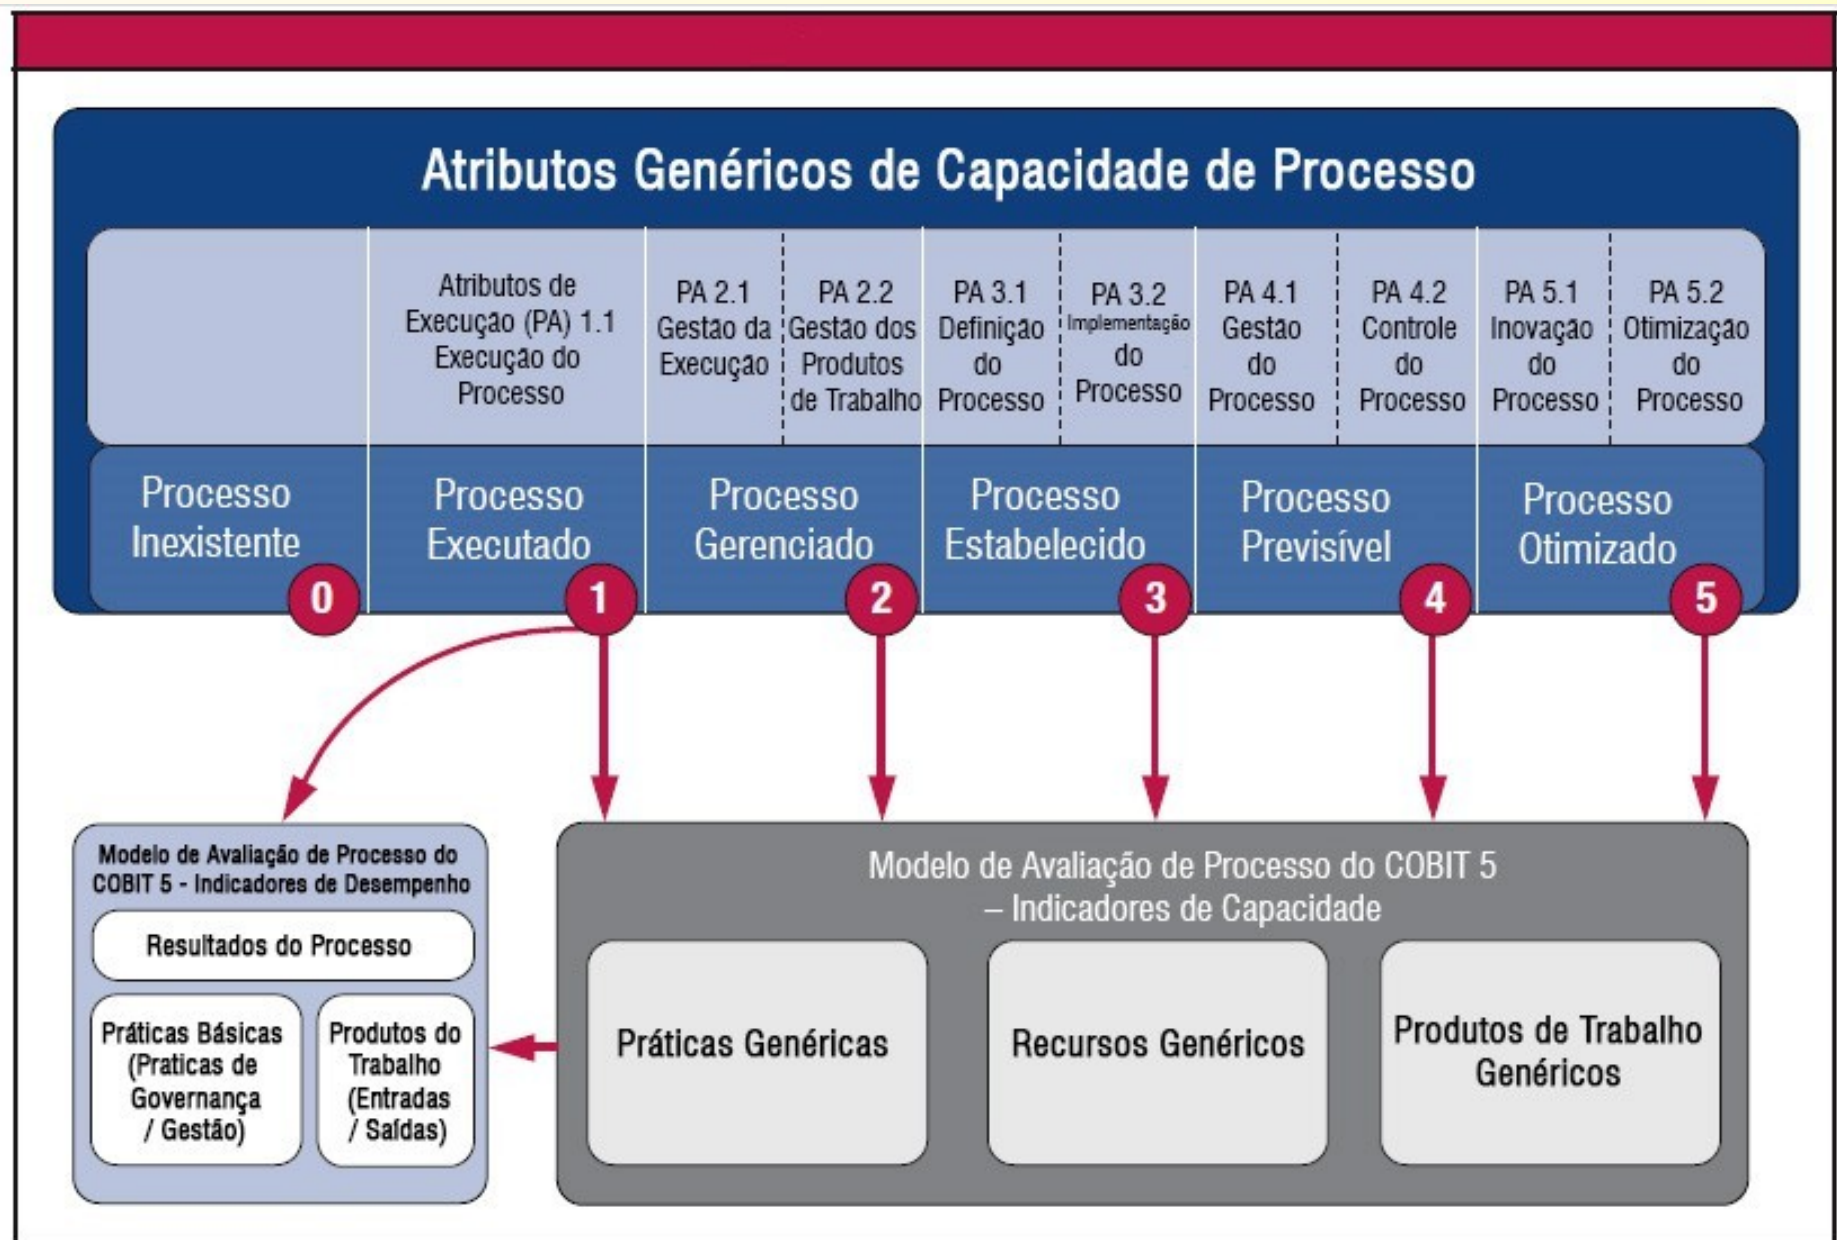 Atributos Genéricos de Capacidade de Processo
Atributos de
Execução (PA) 1.1
Execução do
Processo
PA 2.1
Gestão da
Execução
PA 2.2
Gestão dos
Produtos
de Trabalho
PA 3.1
Definição
do
Processo
PA 3.2
Implementação
do
Processo
PA 4.1
Gestão
do
Processo
PA 4.2
Controle
do
Processo
PA 5.1
Inovação
do
Processo
PA 5.2
Otimização
do
Processo
Processo
Inexistente
0
Processo
Executado
1
Processo
Gerenciado
2
Processo
Estabelecido
3
Processo
Previsível
4
Processo
Otimizado
5
Modelo de Avaliação de Processo do
COBIT 5 - Indicadores de Desempenho
Resultados do Processo
Práticas Básicas
(Praticas de
Governança
/ Gestão)
Produtos do
Trabalho
(Entradas
/ Saídas)
Modelo de Avaliação de Processo do COBIT 5
– Indicadores de Capacidade
Práticas Genéricas
Recursos Genéricos
Produtos de Trabalho
Genéricos